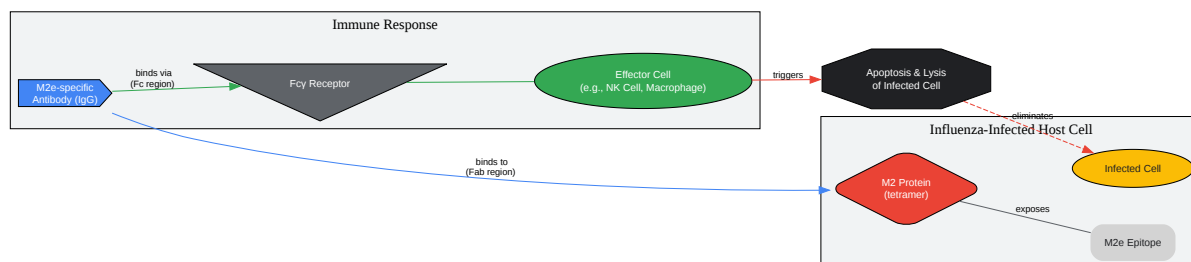 Immune Response
M2e-specific
Antibody (IgG)
binds via
(Fc region)
Fcγ Receptor
Effector Cell
(e.g., NK Cell, Macrophage)
triggers
Apoptosis & Lysis
of Infected Cell
eliminates
Influenza-Infected Host Cell
binds to
(Fab region)
M2 Protein
(tetramer)
Infected Cell
exposes
M2e Epitope